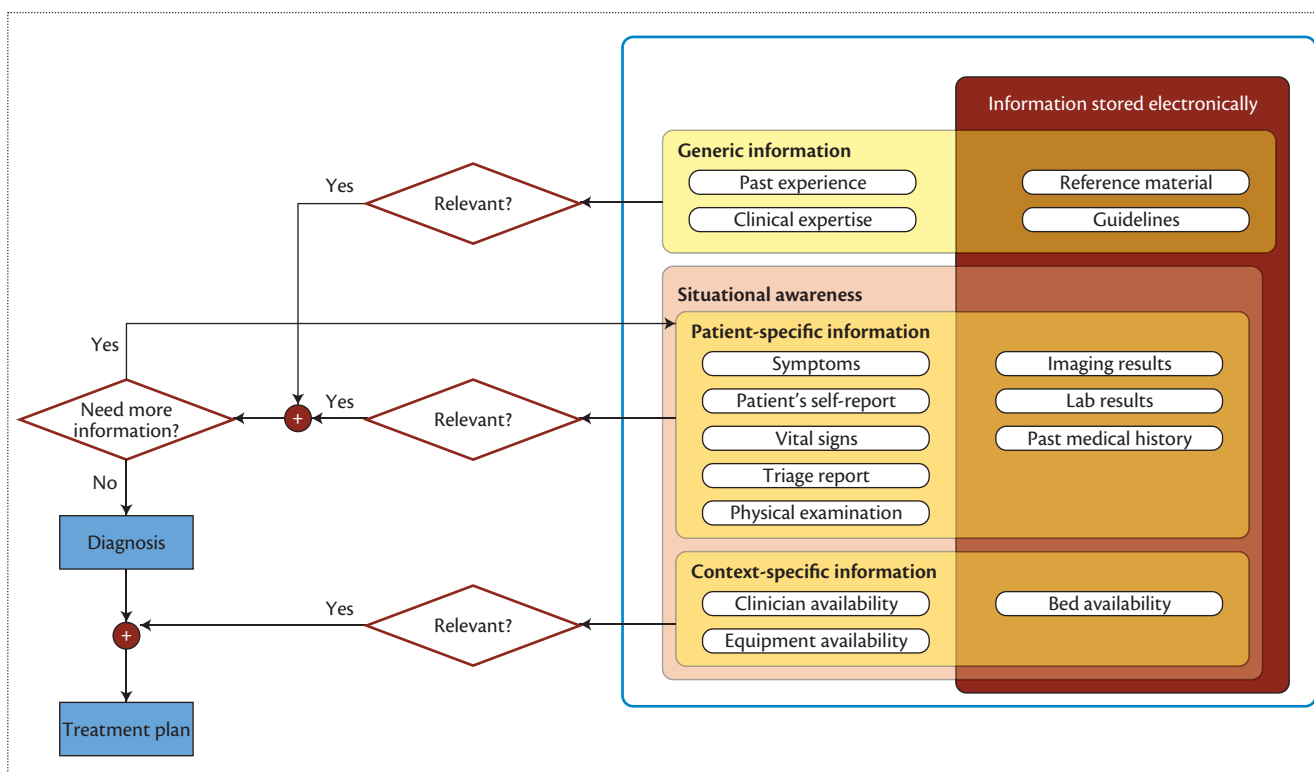 Information stored electronically
Generic information
Yes
Relevant?
Past experience
Reference material
Clinical expertise
Guidelines
Situational awareness
Yes
Patient-specific information
Symptoms
Imaging results
Need more
information?
Yes
Relevant?
Patient's self-report
Lab results
Vital signs
Past medical history
Triage report
No
Physical examination
Diagnosis
Context-specific information
Yes
Relevant?
Clinician availability
Bed availability
Equipment availability
Treatment plan
+
+